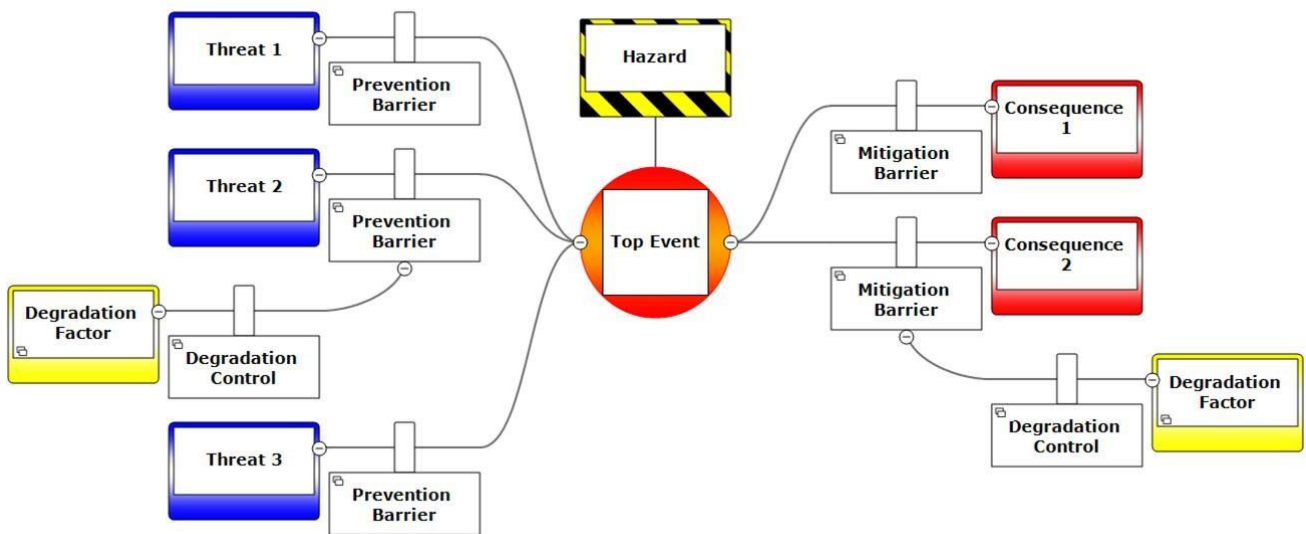 Threat 1
Prevention
Barrier
Hazard
Consequence
1
Mitigation
Barrier
Threat 2
Prevention
Barrier
Top Event
Consequence
2
Mitigation
Barrier
Degradation
Factor
Degradation
Control
Degradation
Factor
Degradation
Control
Threat 3
Prevention
Barrier